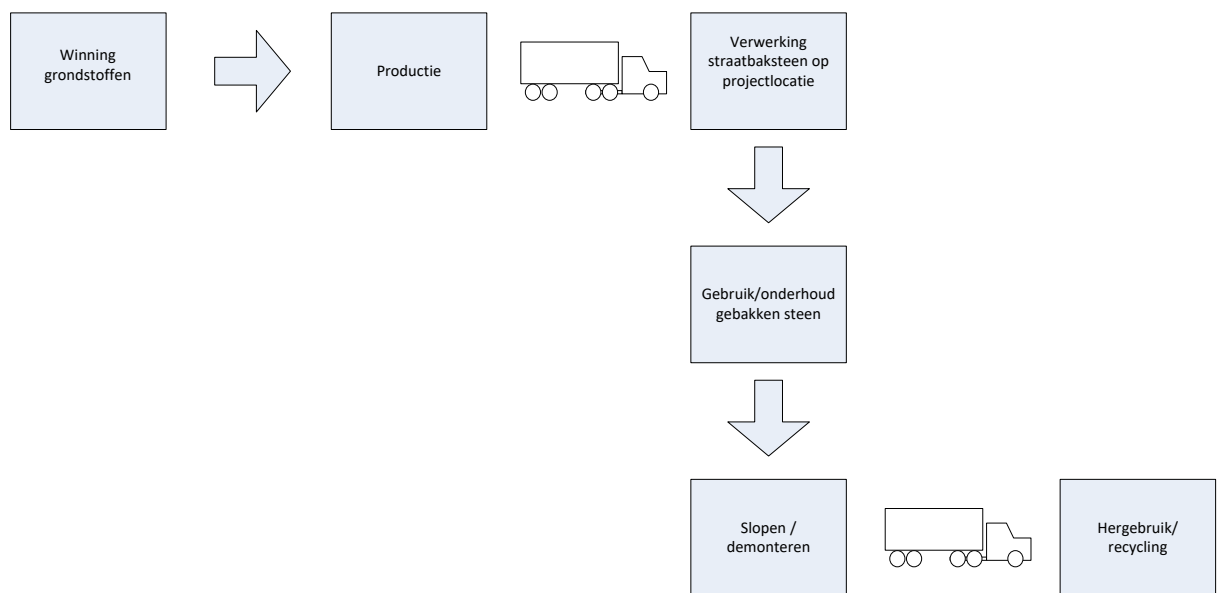 Winning
grondstoffen
Productie
Verwerking
straatbaksteen op
projectlocatie
Gebruik/onderhoud
gebakken steen
Slopen /
demonteren
Hergebruik/
recycling